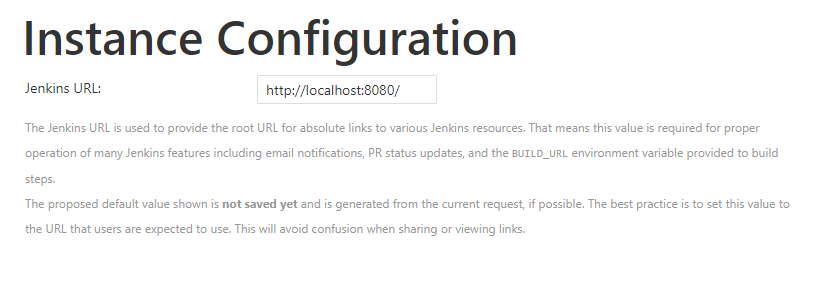 Instance Configuration
Jenkins URL: http://localhost:8080/
The Jenkins URL is used to provide the root URL for absolute links to various Jenkins resources. That means this value is required for proper
operation of many Jenkins features including email notifications, PR status updates, and the BUILD_URL environment variable provided to build
steps.
The proposed default value shown is not saved yet and is generated from the current request, if possible. The best practice is to set this value to
the URL that users are expected to use. This will avoid confusion when sharing or viewing links.